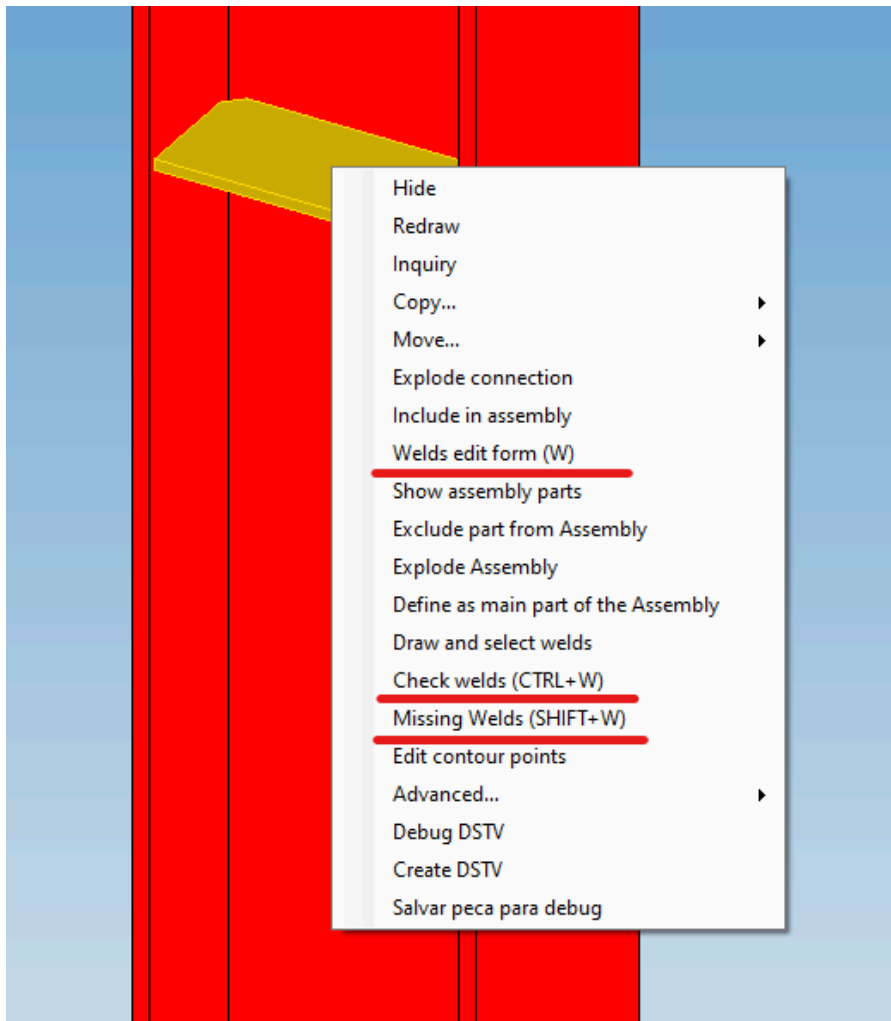 Hide
Redraw
Inquiry
Copy...
Move...
Explode connection
Include in assembly
Welds edit form (W)
Show assembly parts
Exclude part from Assembly
Explode Assembly
Define as main part of the Assembly
Draw and select welds
Check welds (CTRL+W)
Missing Welds (SHIFT+W)
Edit contour points
Advanced...
Debug DSTV
Create DSTV
Salvar peca para debug